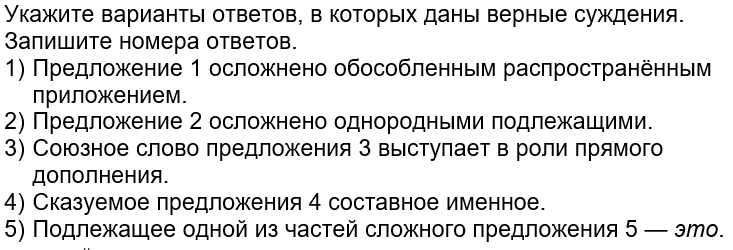 Укажите варианты ответов, в которых даны верные суждения.
Запишите номера ответов.
1) Предложение 1 осложнено обособленным распространённым
приложением.
2) Предложение 2 осложнено однородными подлежащими.
3) Союзное слово предложения 3 выступает в роли прямого
дополнения.
4) Сказуемое предложения 4 составное именное.
5) Подлежащее одной из частей сложного предложения 5 — это.